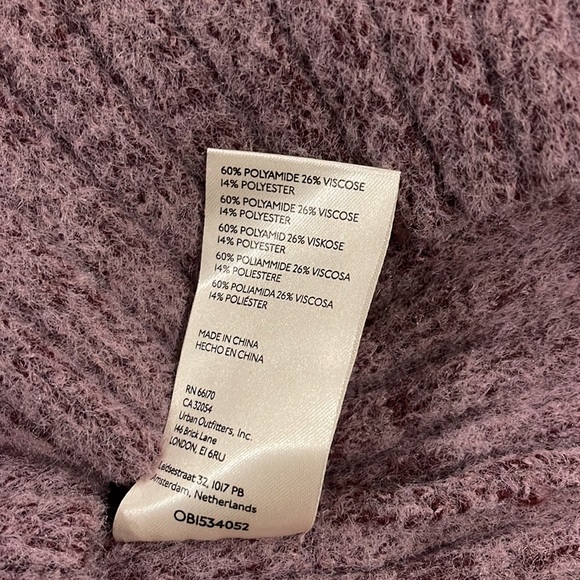 60% POLYAMIDE 26% VISCOSE
14% POLYESTER
60% POLYAMIDE 26% VISCOSE
14% POLYESTER
60% POLYAMID 26% VISKOSE
14% POLYESTER
60% POLIAMMIDE 26% VISCOSA
14% POLIESTERE
60% POLIAMIDA 26% VISCOSA
14% POLIÉSTER
MADE IN CHINA
HECHO EN CHINA
RN 66170
CA 32054
Urban Outfitters, Inc.
146 Brick Lane
LONDON, E1 6RU
Leidsestraat 32, 1017 PB
Amsterdam, Netherlands
OB1534052